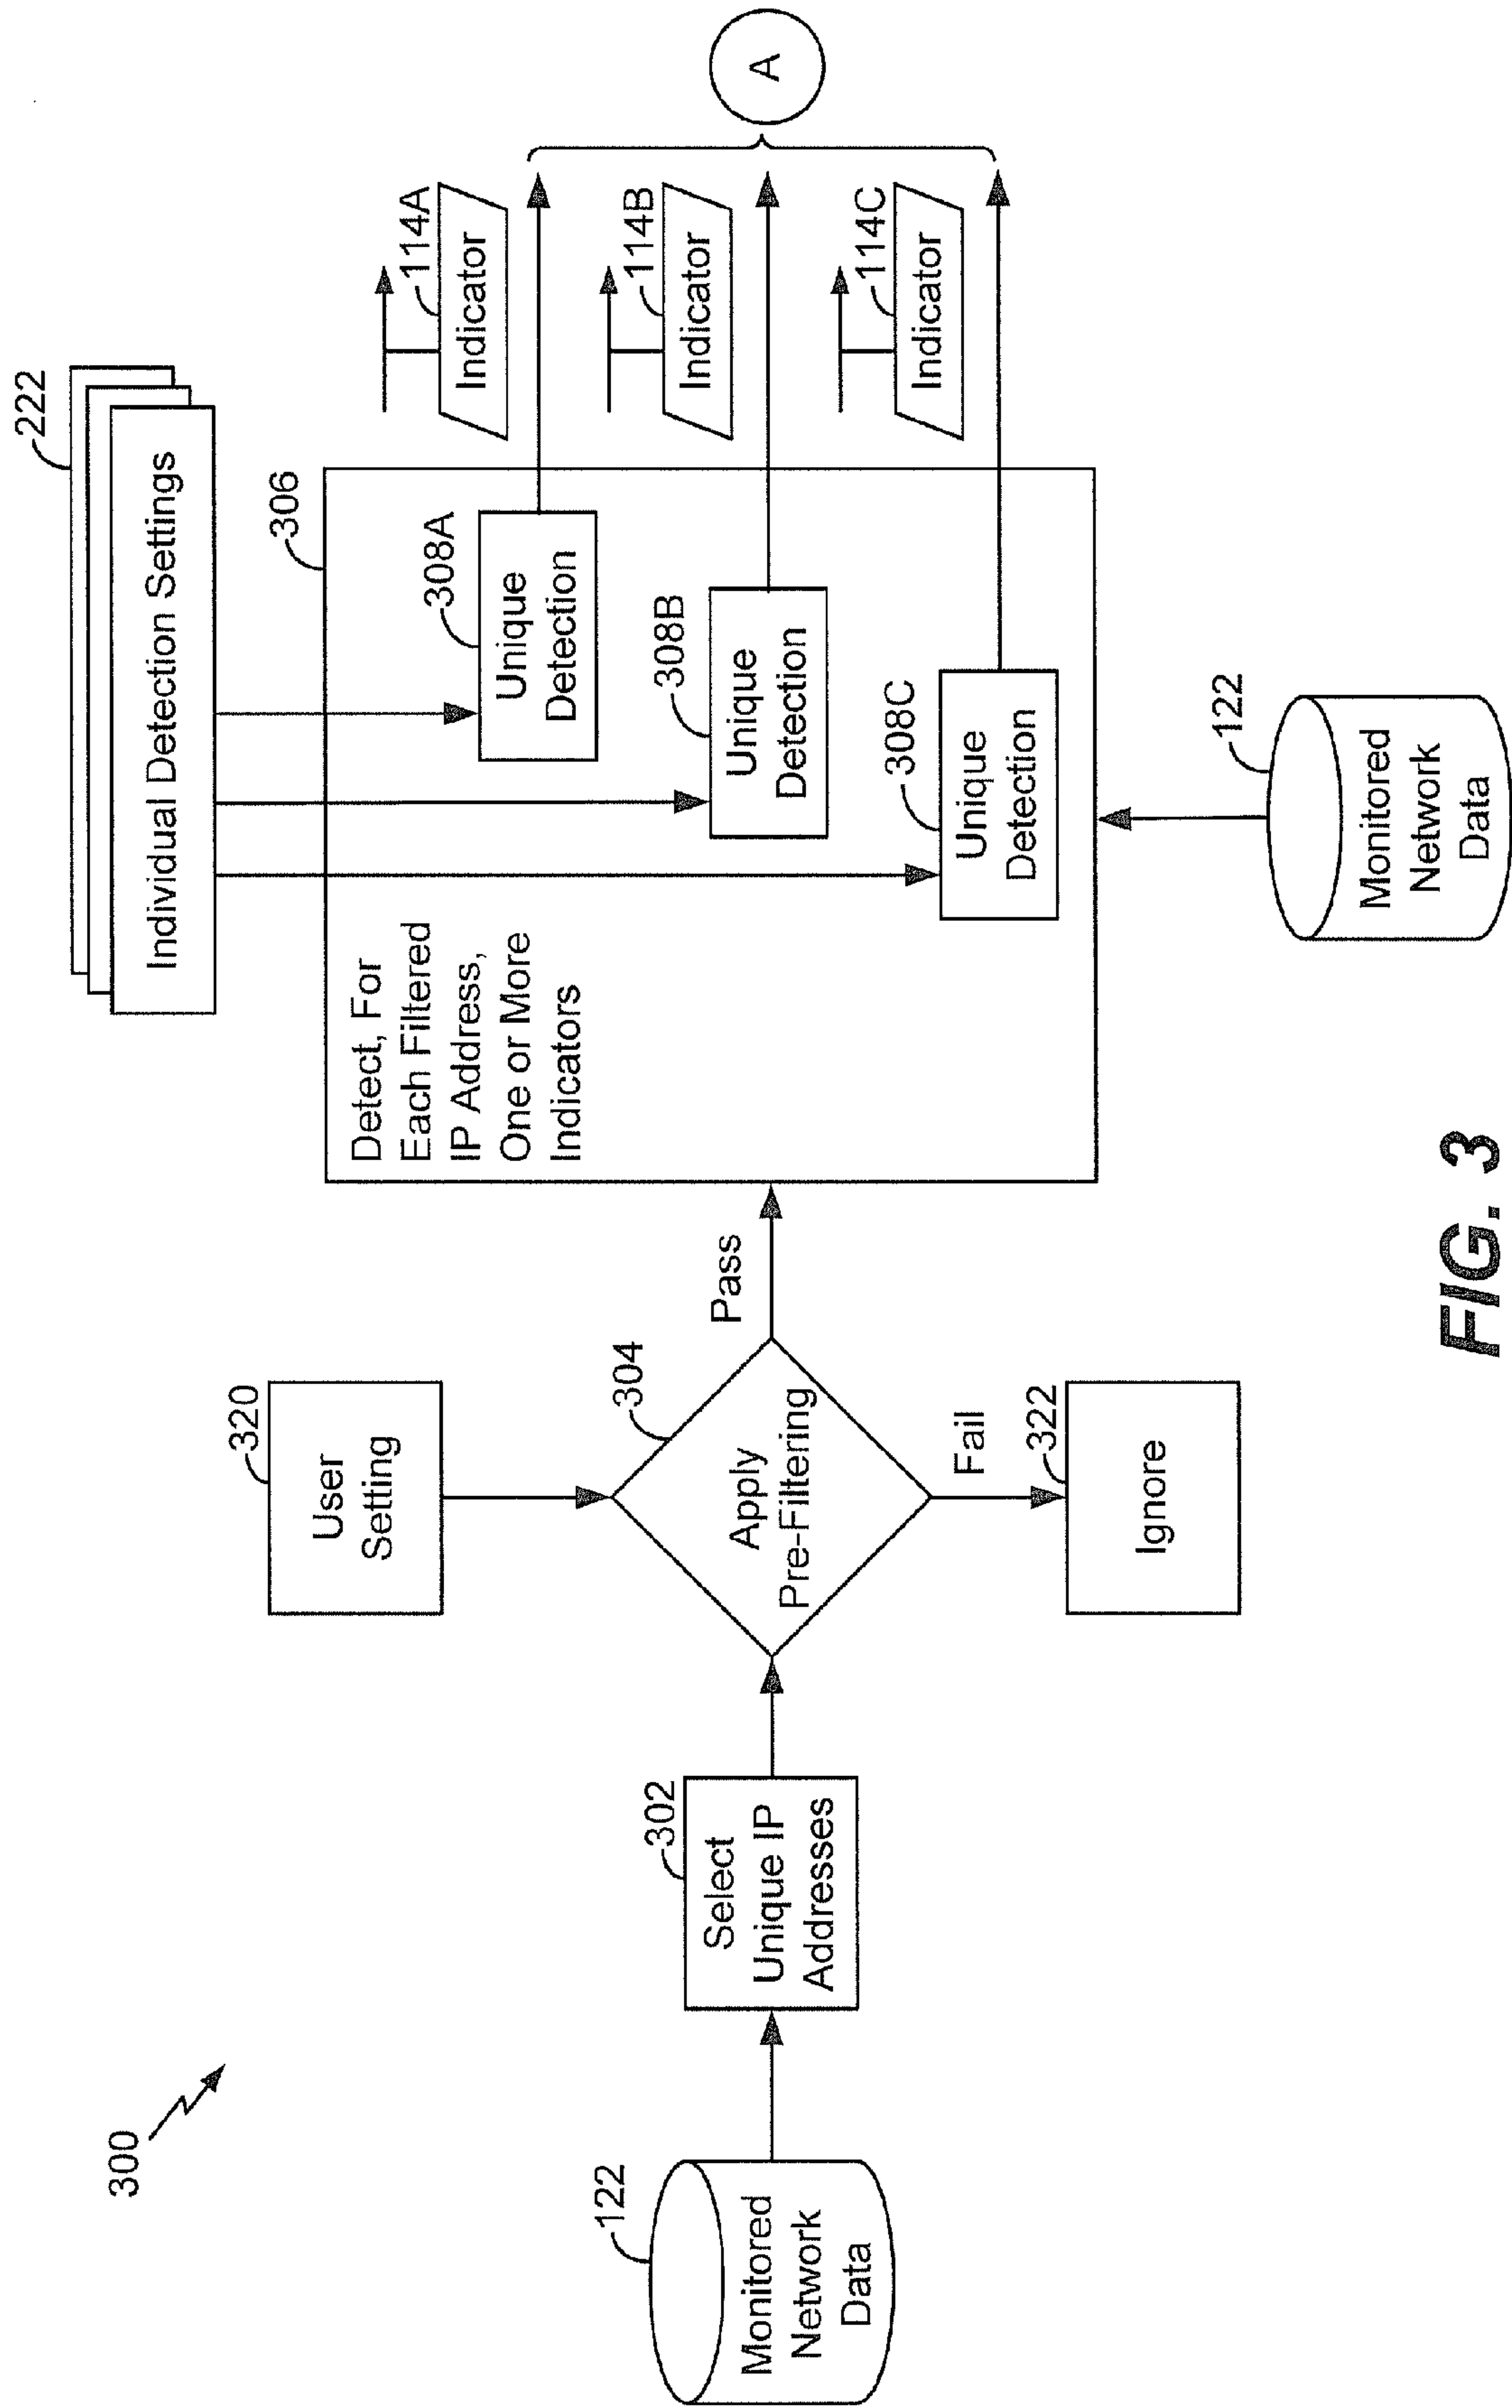 300
122
Monitored
Network
Data
302
Select
Unique IP
Addresses
320
User
Setting
304
Apply
Pre-Filtering
Pass
Fail
322
Ignore
222
Individual Detection Settings
306
Detect, For
Each Filtered
IP Address,
One or More
Indicators
308A
Unique
Detection
308B
Unique
Detection
308C
Unique
Detection
122
Monitored
Network
Data
114A
Indicator
114B
Indicator
114C
Indicator
A
FIG. 3